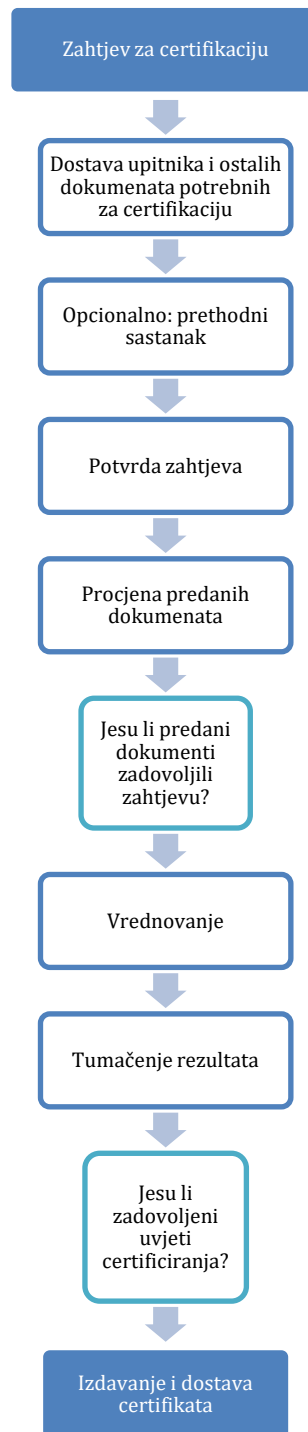 Zahtjev za certifikaciju
Dostava upitnika i ostalih
dokumenata potrebnih
za certifikaciju
Opcionalno: prethodni
sastanak
Potvrda zahtjeva
Procjena predanih
dokumenata
Jesu li predani
dokumenti
zadovoljili
zahtjevu?
Vrednovanje
Tumačenje rezultata
Jesu li
zadovoljeni
uvjeti
certificiranja?
Izdavanje i dostava
certifikata